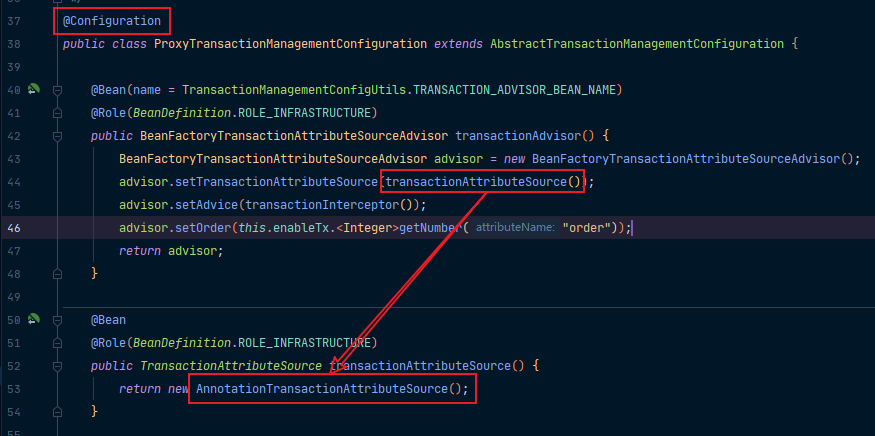 37 @Configuration
38 public class ProxyTransactionManagementConfiguration extends AbstractTransactionManagementConfiguration {
39
40 @Bean(name = TransactionManagementConfigUtils.TRANSACTION_ADVISOR_BEAN_NAME)
41 @Role(BeanDefinition.ROLE_INFRASTRUCTURE)
42 public BeanFactoryTransactionAttributeSourceAdvisor transactionAdvisor() {
43 BeanFactoryTransactionAttributeSourceAdvisor advisor = new BeanFactoryTransactionAttributeSourceAdvisor();
44 advisor.setTransactionAttributeSource(transactionAttributeSource());
45 advisor.setAdvice(transactionInterceptor());
46 advisor.setOrder(this.enableTx.<Integer>getNumber( attributeName: "order"));
47 return advisor;
48 }
49
50 @Bean
51 @Role(BeanDefinition.ROLE_INFRASTRUCTURE)
52 public TransactionAttributeSource transactionAttributeSource() {
53 return new AnnotationTransactionAttributeSource();
54 }